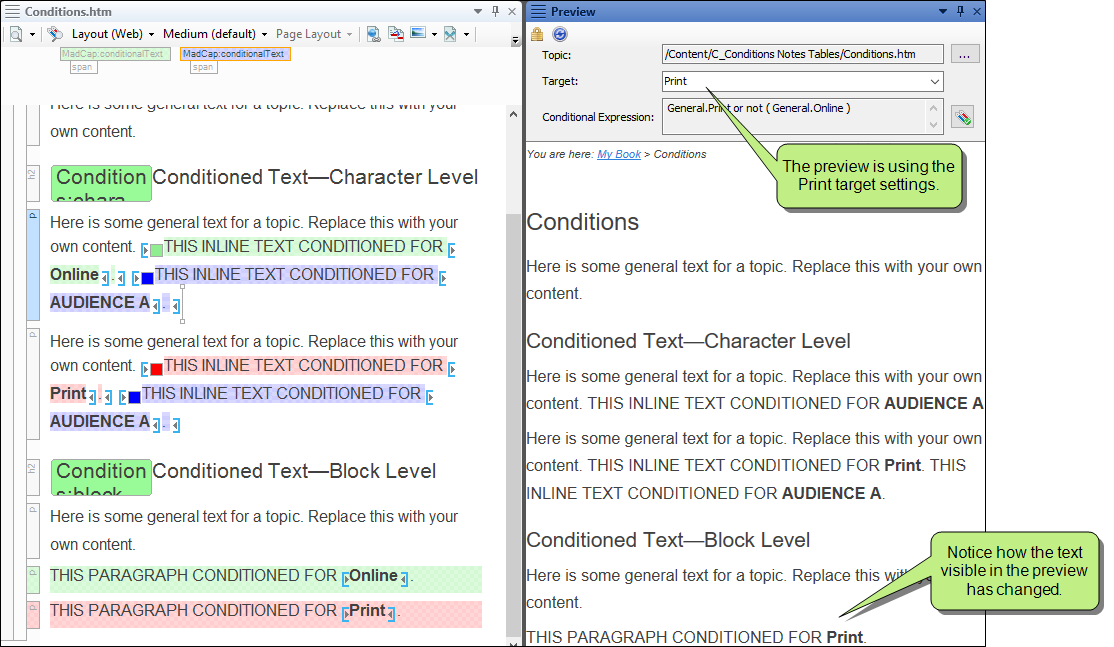 Conditions.htm
Layout (Web)
Medium (default)
Page Layout
MadCap:conditionalText
MadCap:conditionalText
span
span
Here is some general text for a topic. Replace this with your
own content.
h2
Condition
s:chara
Conditioned Text—Character Level
p
Here is some general text for a topic. Replace this with your
own content. THIS INLINE TEXT CONDITIONED FOR
Online. THIS INLINE TEXT CONDITIONED FOR
AUDIENCE A.
p
Here is some general text for a topic. Replace this with your
own content. THIS INLINE TEXT CONDITIONED FOR
Print. THIS INLINE TEXT CONDITIONED FOR
AUDIENCE A.
h2
Condition
s:block
Conditioned Text—Block Level
p
Here is some general text for a topic. Replace this with your
own content.
p
THIS PARAGRAPH CONDITIONED FOR Online.
p
THIS PARAGRAPH CONDITIONED FOR Print.
Preview
Topic:
/Content/C_Conditions Notes Tables/Conditions.htm
...
Target:
Print
Conditional Expression:
General.Print or not ( General.Online )
You are here: My Book > Conditions
The preview is using the
Print target settings.
Conditions
Here is some general text for a topic. Replace this with your own
content.
Conditioned Text—Character Level
Here is some general text for a topic. Replace this with your own
content. THIS INLINE TEXT CONDITIONED FOR AUDIENCE A
Here is some general text for a topic. Replace this with your own
content. THIS INLINE TEXT CONDITIONED FOR Print. THIS
INLINE TEXT CONDITIONED FOR AUDIENCE A.
Conditioned Text—Block Level
Here is some general text for a topic. Replace this with your own
content.
THIS PARAGRAPH CONDITIONED FOR Print.
Notice how the text
visible in the preview
has changed.